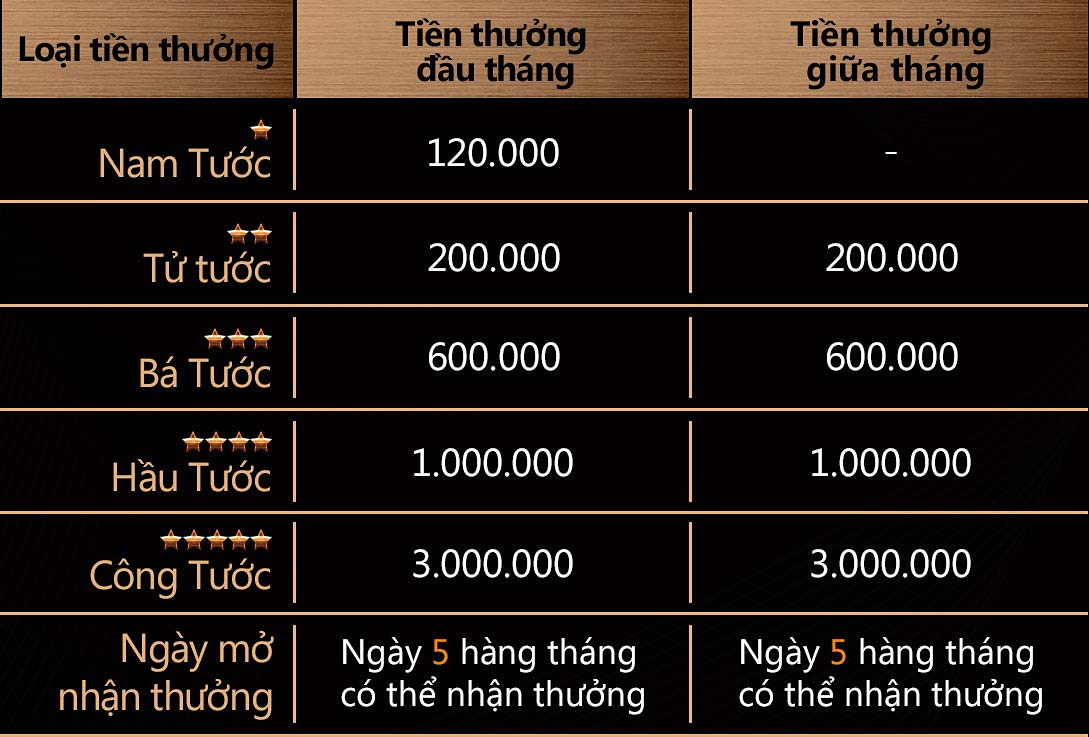 Loại tiền thưởng
Tiền thưởng
đầu tháng
Tiền thưởng
giữa tháng
Nam Tước
120.000
-
Tử tước
200.000
200.000
Bá Tước
600.000
600.000
Hầu Tước
1.000.000
1.000.000
Công Tước
3.000.000
3.000.000
Ngày mở
nhận thưởng
Ngày 5 hàng tháng
có thể nhận thưởng
Ngày 5 hàng tháng
có thể nhận thưởng